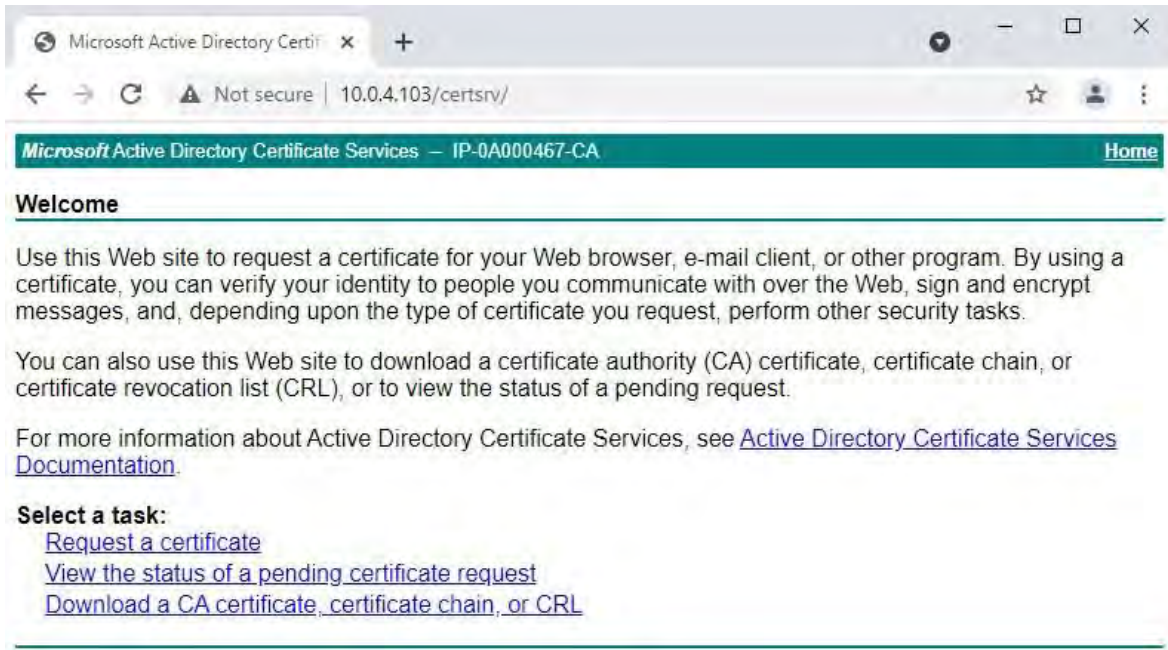 Microsoft Active Directory Certif
Not secure | 10.0.4.103/certsrv/
Microsoft Active Directory Certificate Services -- IP-0A000467-CA Home
Welcome
Use this Web site to request a certificate for your Web browser, e-mail client, or other program. By using a
certificate, you can verify your identity to people you communicate with over the Web, sign and encrypt
messages, and, depending upon the type of certificate you request, perform other security tasks.
You can also use this Web site to download a certificate authority (CA) certificate, certificate chain, or
certificate revocation list (CRL), or to view the status of a pending request.
For more information about Active Directory Certificate Services, see Active Directory Certificate Services
Documentation.
Select a task:
Request a certificate
View the status of a pending certificate request
Download a CA certificate, certificate chain, or CRL